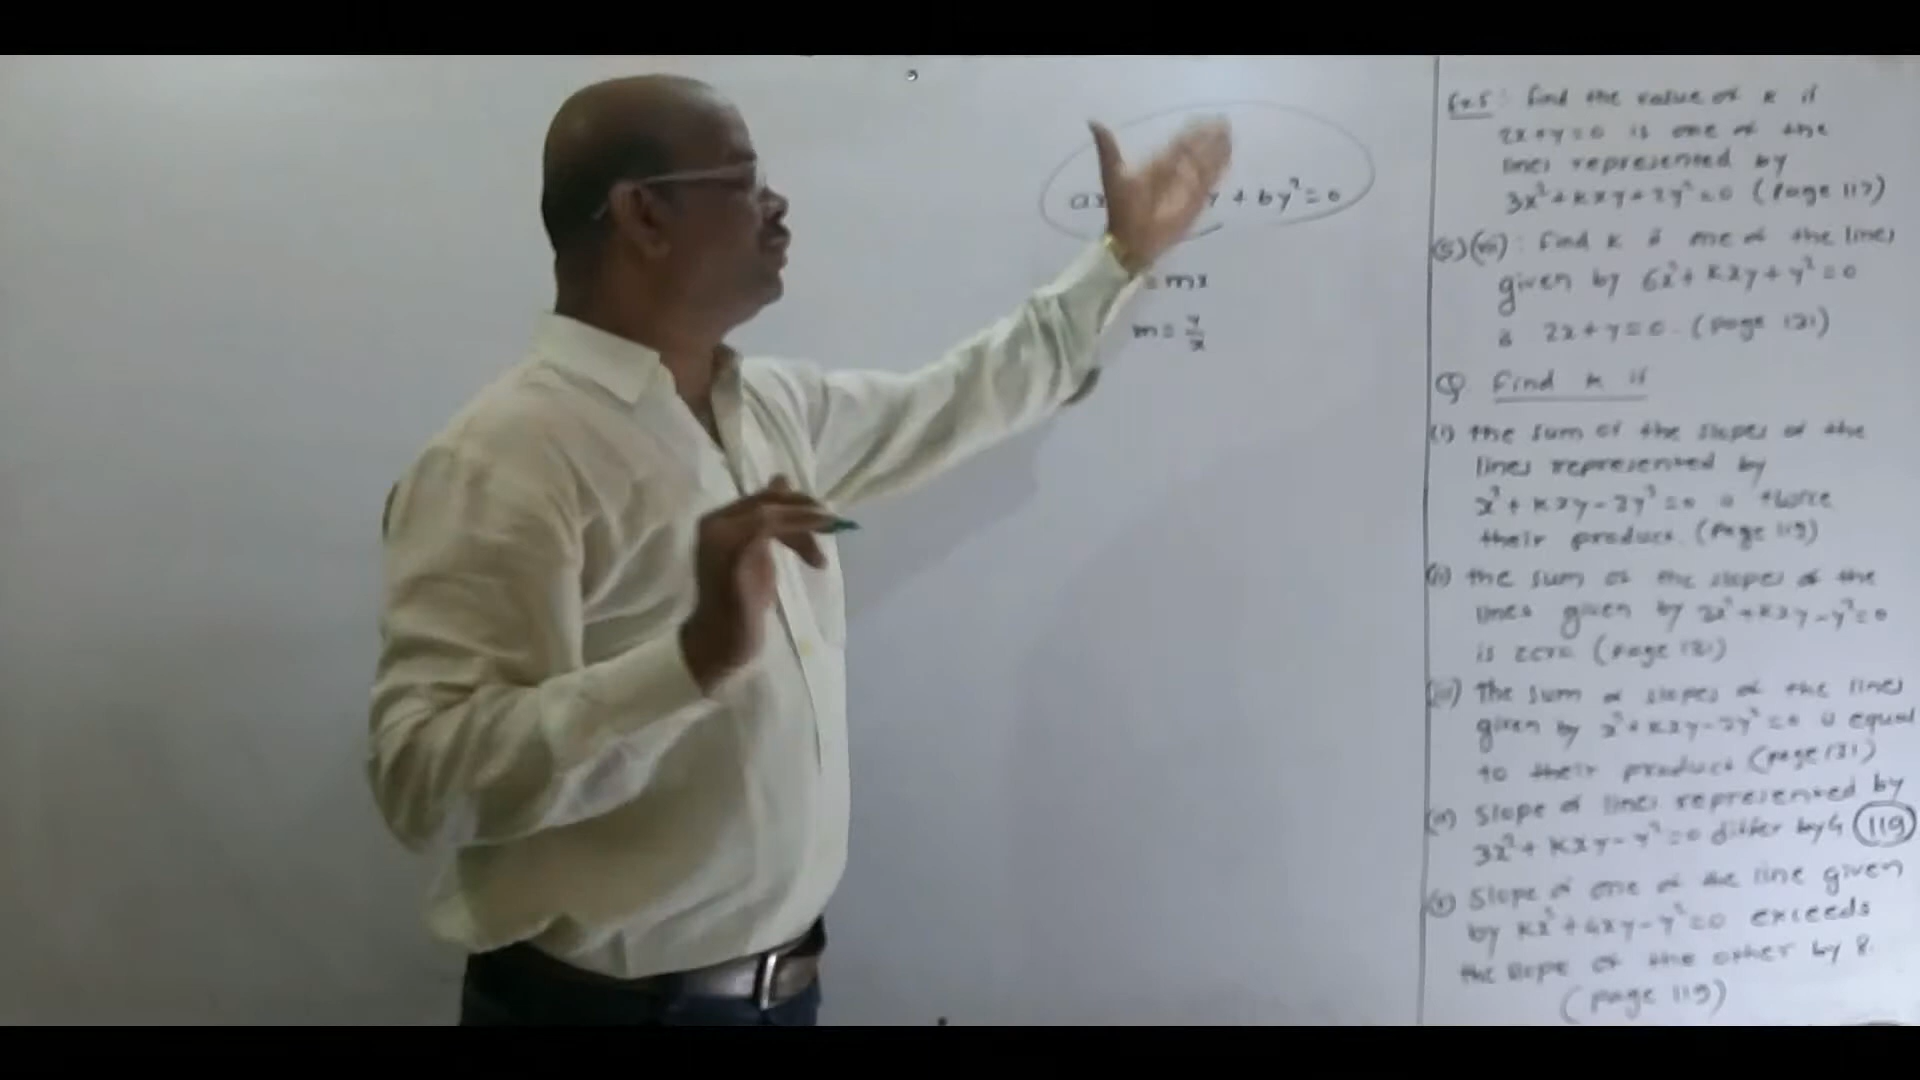 + by² = 0
= mx
m = y/x
Ex 5 : Find the value of k if
2x+y=0 is one of the
lines represented by
3x²+kxy+2y²=0 (Page 117)
(5)(iii) : Find k if one of the lines
given by 6x²+kxy+y²=0
is 2x+y=0. (page 121)
Q Find k if
(i) the sum of the slopes of the
lines represented by
x²+kxy-3y²=0 is twice
their product. (Page 119)
(ii) the sum of the slopes of the
lines given by 3x²+kxy-y²=0
is zero (page 121)
(iii) The sum of slopes of the lines
given by x²+kxy-3y²=0 is equal
to their product (page 131)
(iv) Slope of lines represented by
3x²+kxy-y²=0 differ by 4 (119)
(v) Slope of one of the line given
by kx²+4xy-y²=0 exceeds
the slope of the other by 8.
(page 119)